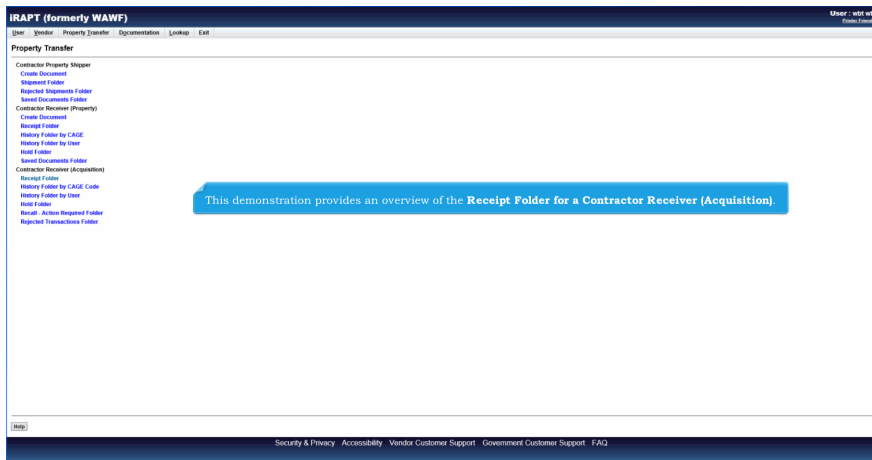 iRAPT (formerly WAWF)
User : wbt
Printer
User Vendor Property Transfer Documentation Lookup Exit
Property Transfer
Contractor Property Shipper
Create Document
Shipment Folder
Rejected Shipments Folder
Saved Documents Folder
Contractor Receiver (Property)
Create Document
Receipt Folder
History Folder by CAGE
History Folder by User
Hold Folder
Saved Documents Folder
Contractor Receiver (Acquisition)
Receipt Folder
History Folder by CAGE Code
History Folder by User
Hold Folder
Recall - Action Required Folder
Rejected Transactions Folder
This demonstration provides an overview of the Receipt Folder for a Contractor Receiver (Acquisition).
Help
Security & Privacy Accessibility Vendor Customer Support Government Customer Support FAQ